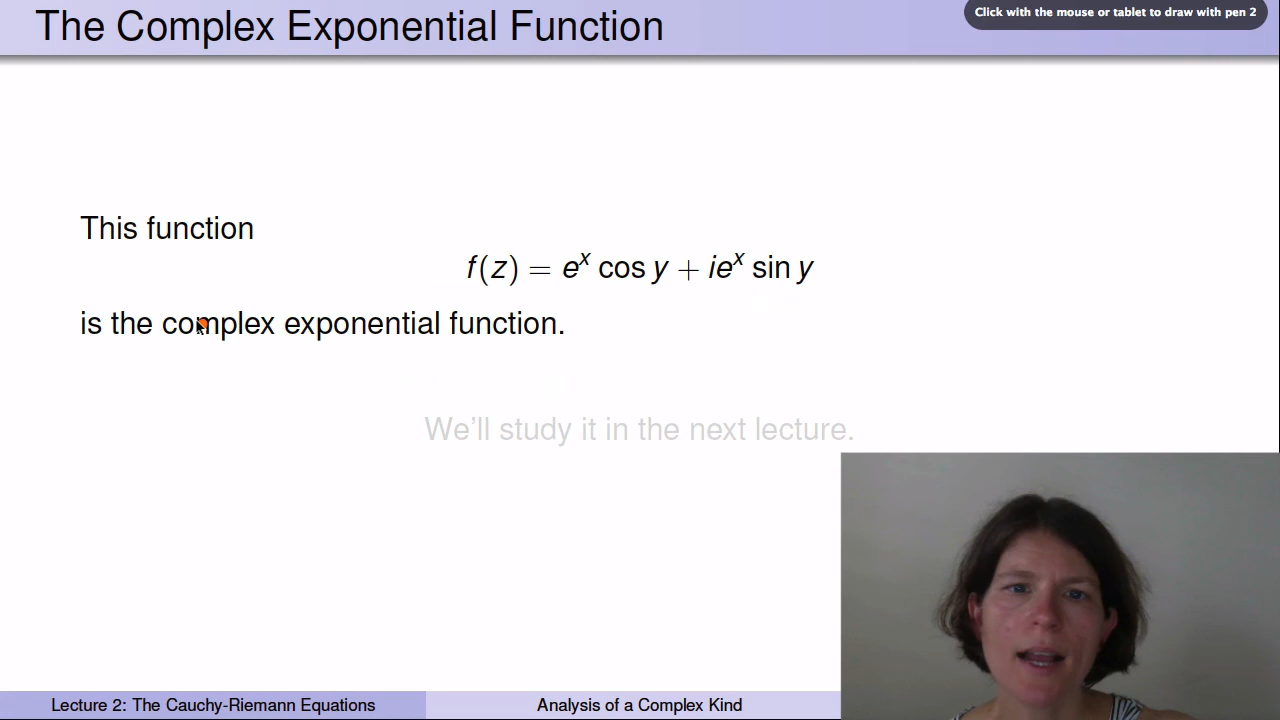 The Complex Exponential Function
Click with the mouse or tablet to draw with pen 2
This function
f(z) = e^x cos y + ie^x sin y
is the complex exponential function.
We'll study it in the next lecture.
Lecture 2: The Cauchy-Riemann Equations
Analysis of a Complex Kind